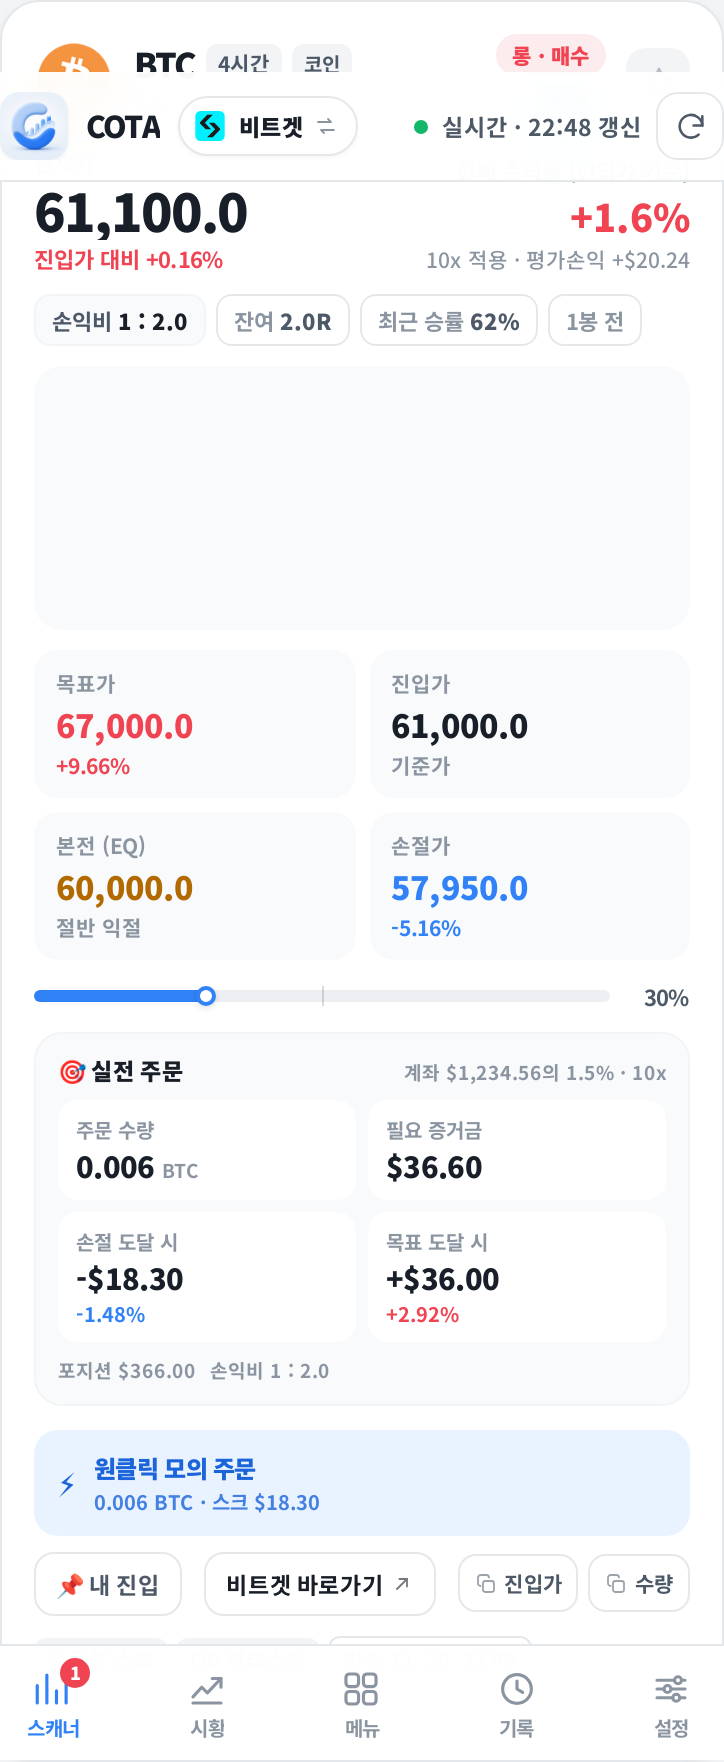 BTC 4시간 코인 롱 · 매수
COTA 비트겟 실시간 · 22:48 갱신
61,100.0 +1.6%
진입가 대비 +0.16% 10x 적용 · 평가손익 +$20.24
손익비 1 : 2.0 잔여 2.0R 최근 승률 62% 1봉 전
목표가 진입가
67,000.0 61,000.0
+9.66% 기준가
본전 (EQ) 손절가
60,000.0 57,950.0
절반 익절 -5.16%
30%
🎯 실전 주문 계좌 $1,234.56의 1.5% · 10x
주문 수량 필요 증거금
0.006 BTC $36.60
손절 도달 시 목표 도달 시
-$18.30 +$36.00
-1.48% +2.92%
포지션 $366.00 손익비 1 : 2.0
⚡ 원클릭 모의 주문
0.006 BTC · 스크 $18.30
📌 내 진입 비트겟 바로가기 ↗ 진입가 수량
1
스캐너 시황 메뉴 기록 설정